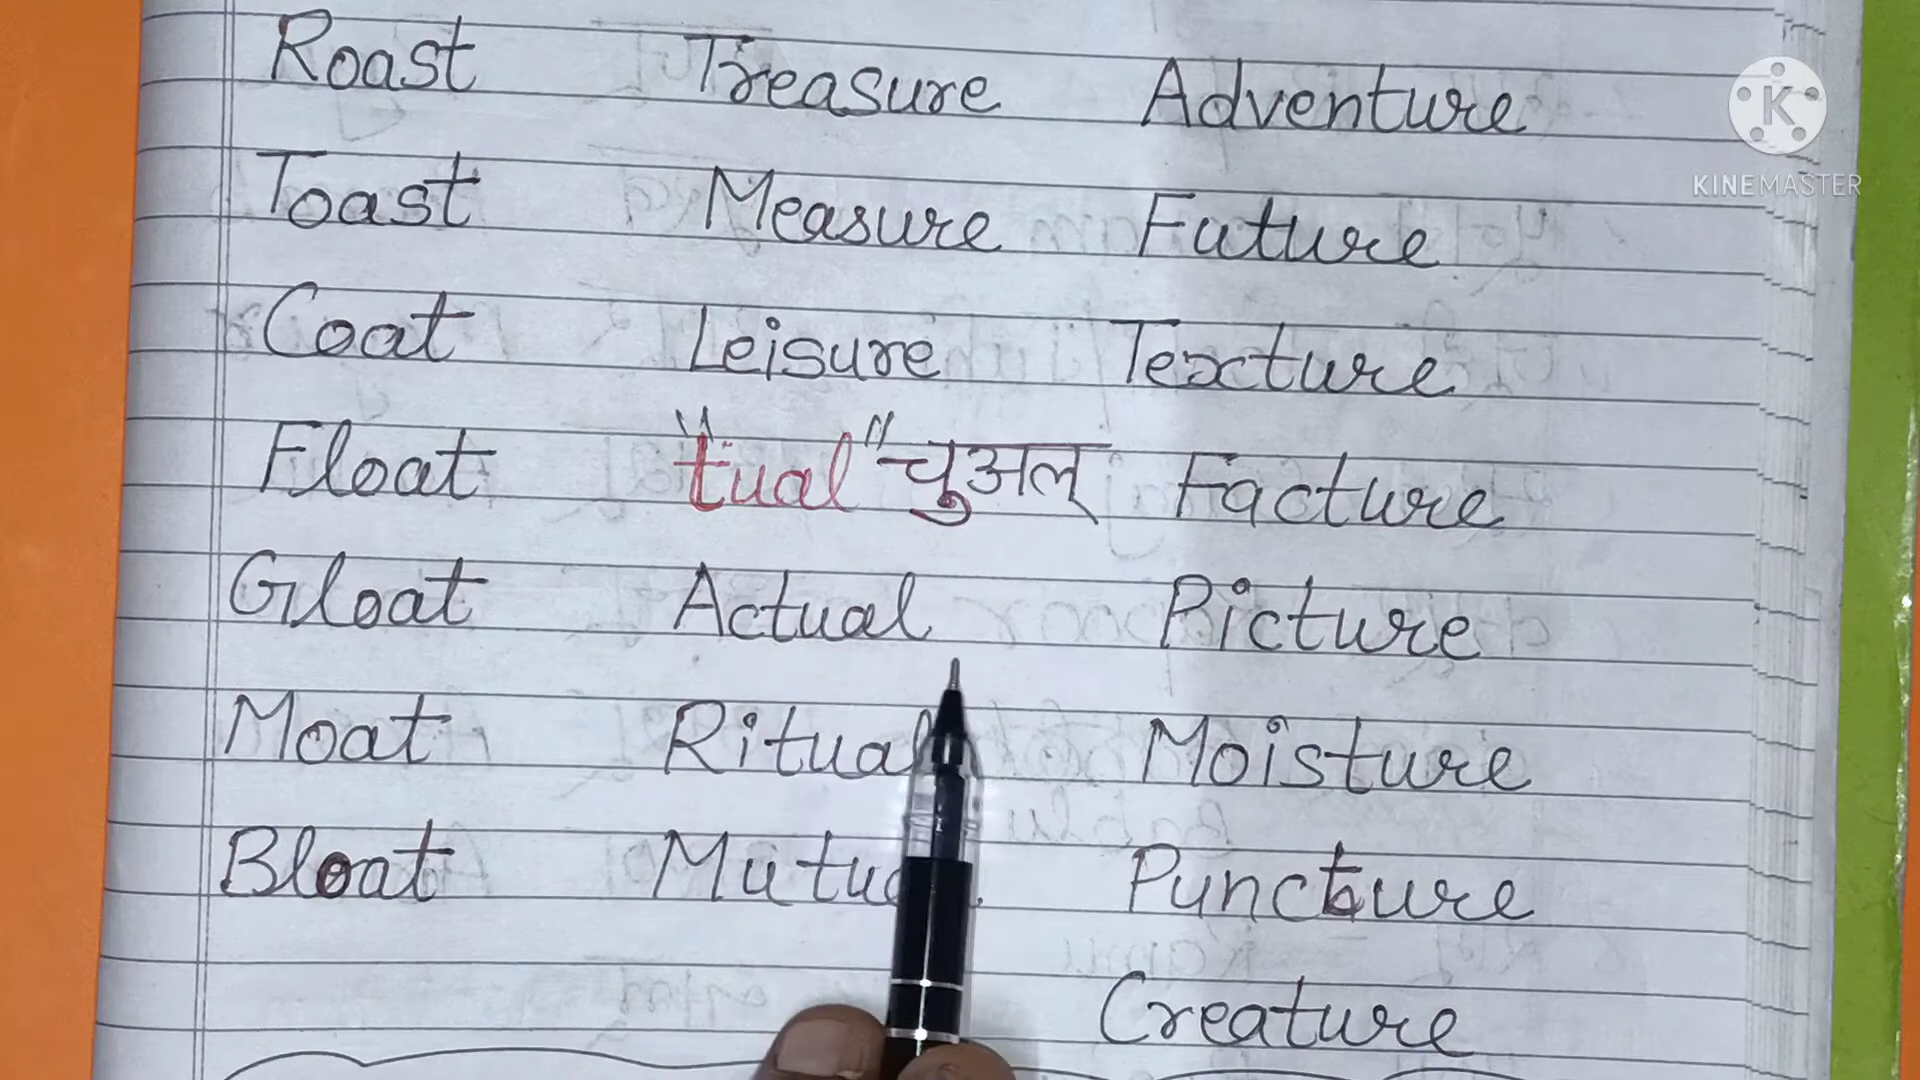 Roast Treasure Adventure
Toast Measure Future
Coat Leisure Texture
Float "tual" चुअल् Facture
Gloat Actual Picture
Moat Ritual Moisture
Bloat Puncture
Creature
K
KINEMASTER